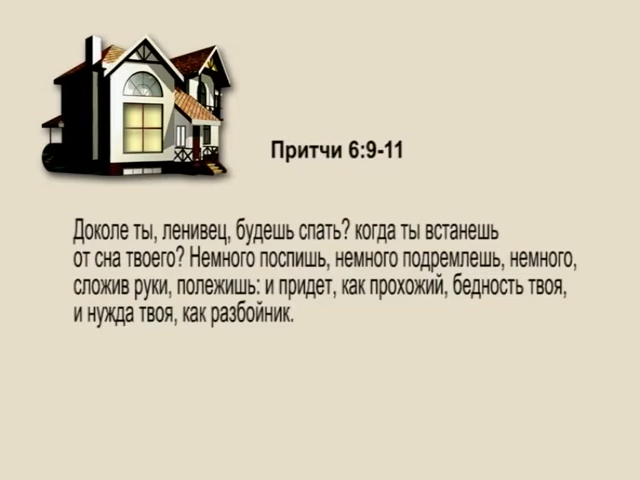 Притчи 6:9-11
Доколе ты, ленивец, будешь спать? когда ты встанешь
от сна твоего? Немного поспишь, немного подремлешь, немного,
сложив руки, полежишь: и придет, как прохожий, бедность твоя,
и нужда твоя, как разбойник.